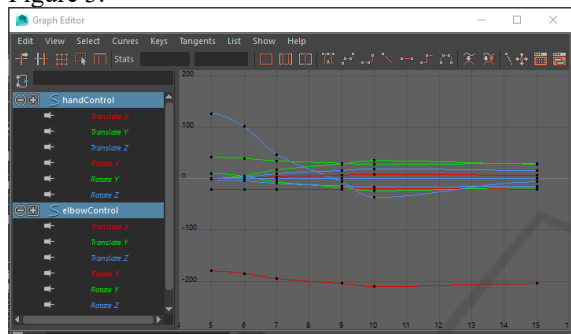 Figure 3.
Graph Editor
Edit View Select Curves Keys Tangents List Show Help
Stats
handControl
Translate X
Translate Y
Translate Z
Rotate X
Rotate Y
Rotate Z
elbowControl
Translate X
Translate Y
Translate Z
Rotate X
Rotate Y
Rotate Z
200
100
0
-100
-200
5 6 7 8 9 10 11 12 13 14 15 1